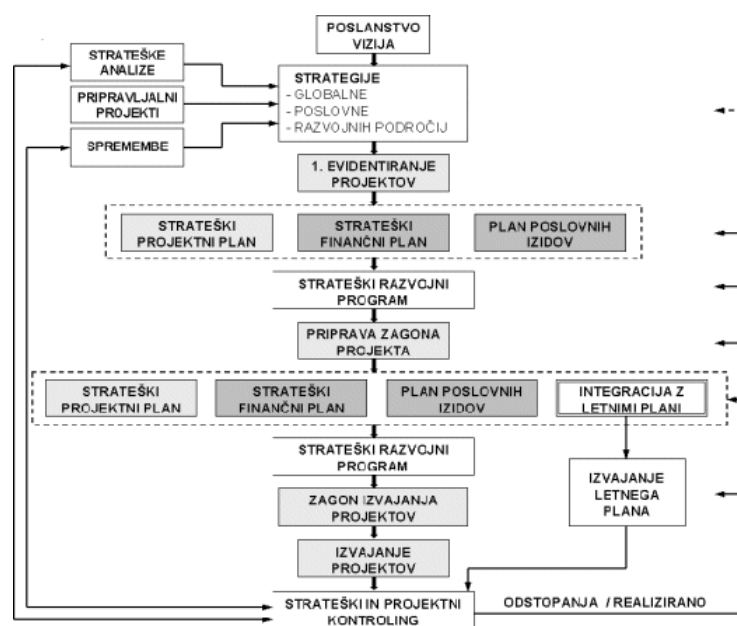 POSLANSTVO
VIZIJA
STRATEŠKE
ANALIZE
PRIPRAVLJALNI
PROJEKTI
SPREMEMBE
STRATEGIJE
- GLOBALNE
- POSLOVNE
- RAZVOJNIH PODROČIJ
1. EVIDENTIRANJE
PROJEKTOV
STRATEŠKI
PROJEKTNI PLAN
STRATEŠKI
FINANČNI PLAN
PLAN POSLOVNIH
IZIDOV
STRATEŠKI RAZVOJNI
PROGRAM
PRIPRAVA ZAGONA
PROJEKTA
STRATEŠKI
PROJEKTNI PLAN
STRATEŠKI
FINANČNI PLAN
PLAN POSLOVNIH
IZIDOV
INTEGRACIJA Z
LETNIMI PLANI
STRATEŠKI RAZVOJNI
PROGRAM
ZAGON IZVAJANJA
PROJEKTOV
IZVAJANJE
LETNEGA
PLANA
IZVAJANJE
PROJEKTOV
STRATEŠKI IN PROJEKTNI
KONTROLING
ODSTOPANJA / REALIZIRANO